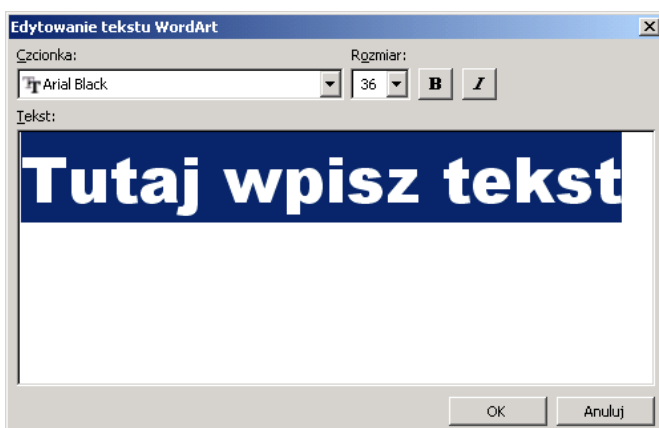 Edytowanie tekstu WordArt
Czcionka: Rozmiar:
Arial Black 36 B I
Tekst:
Tutaj wpisz tekst
OK Anuluj